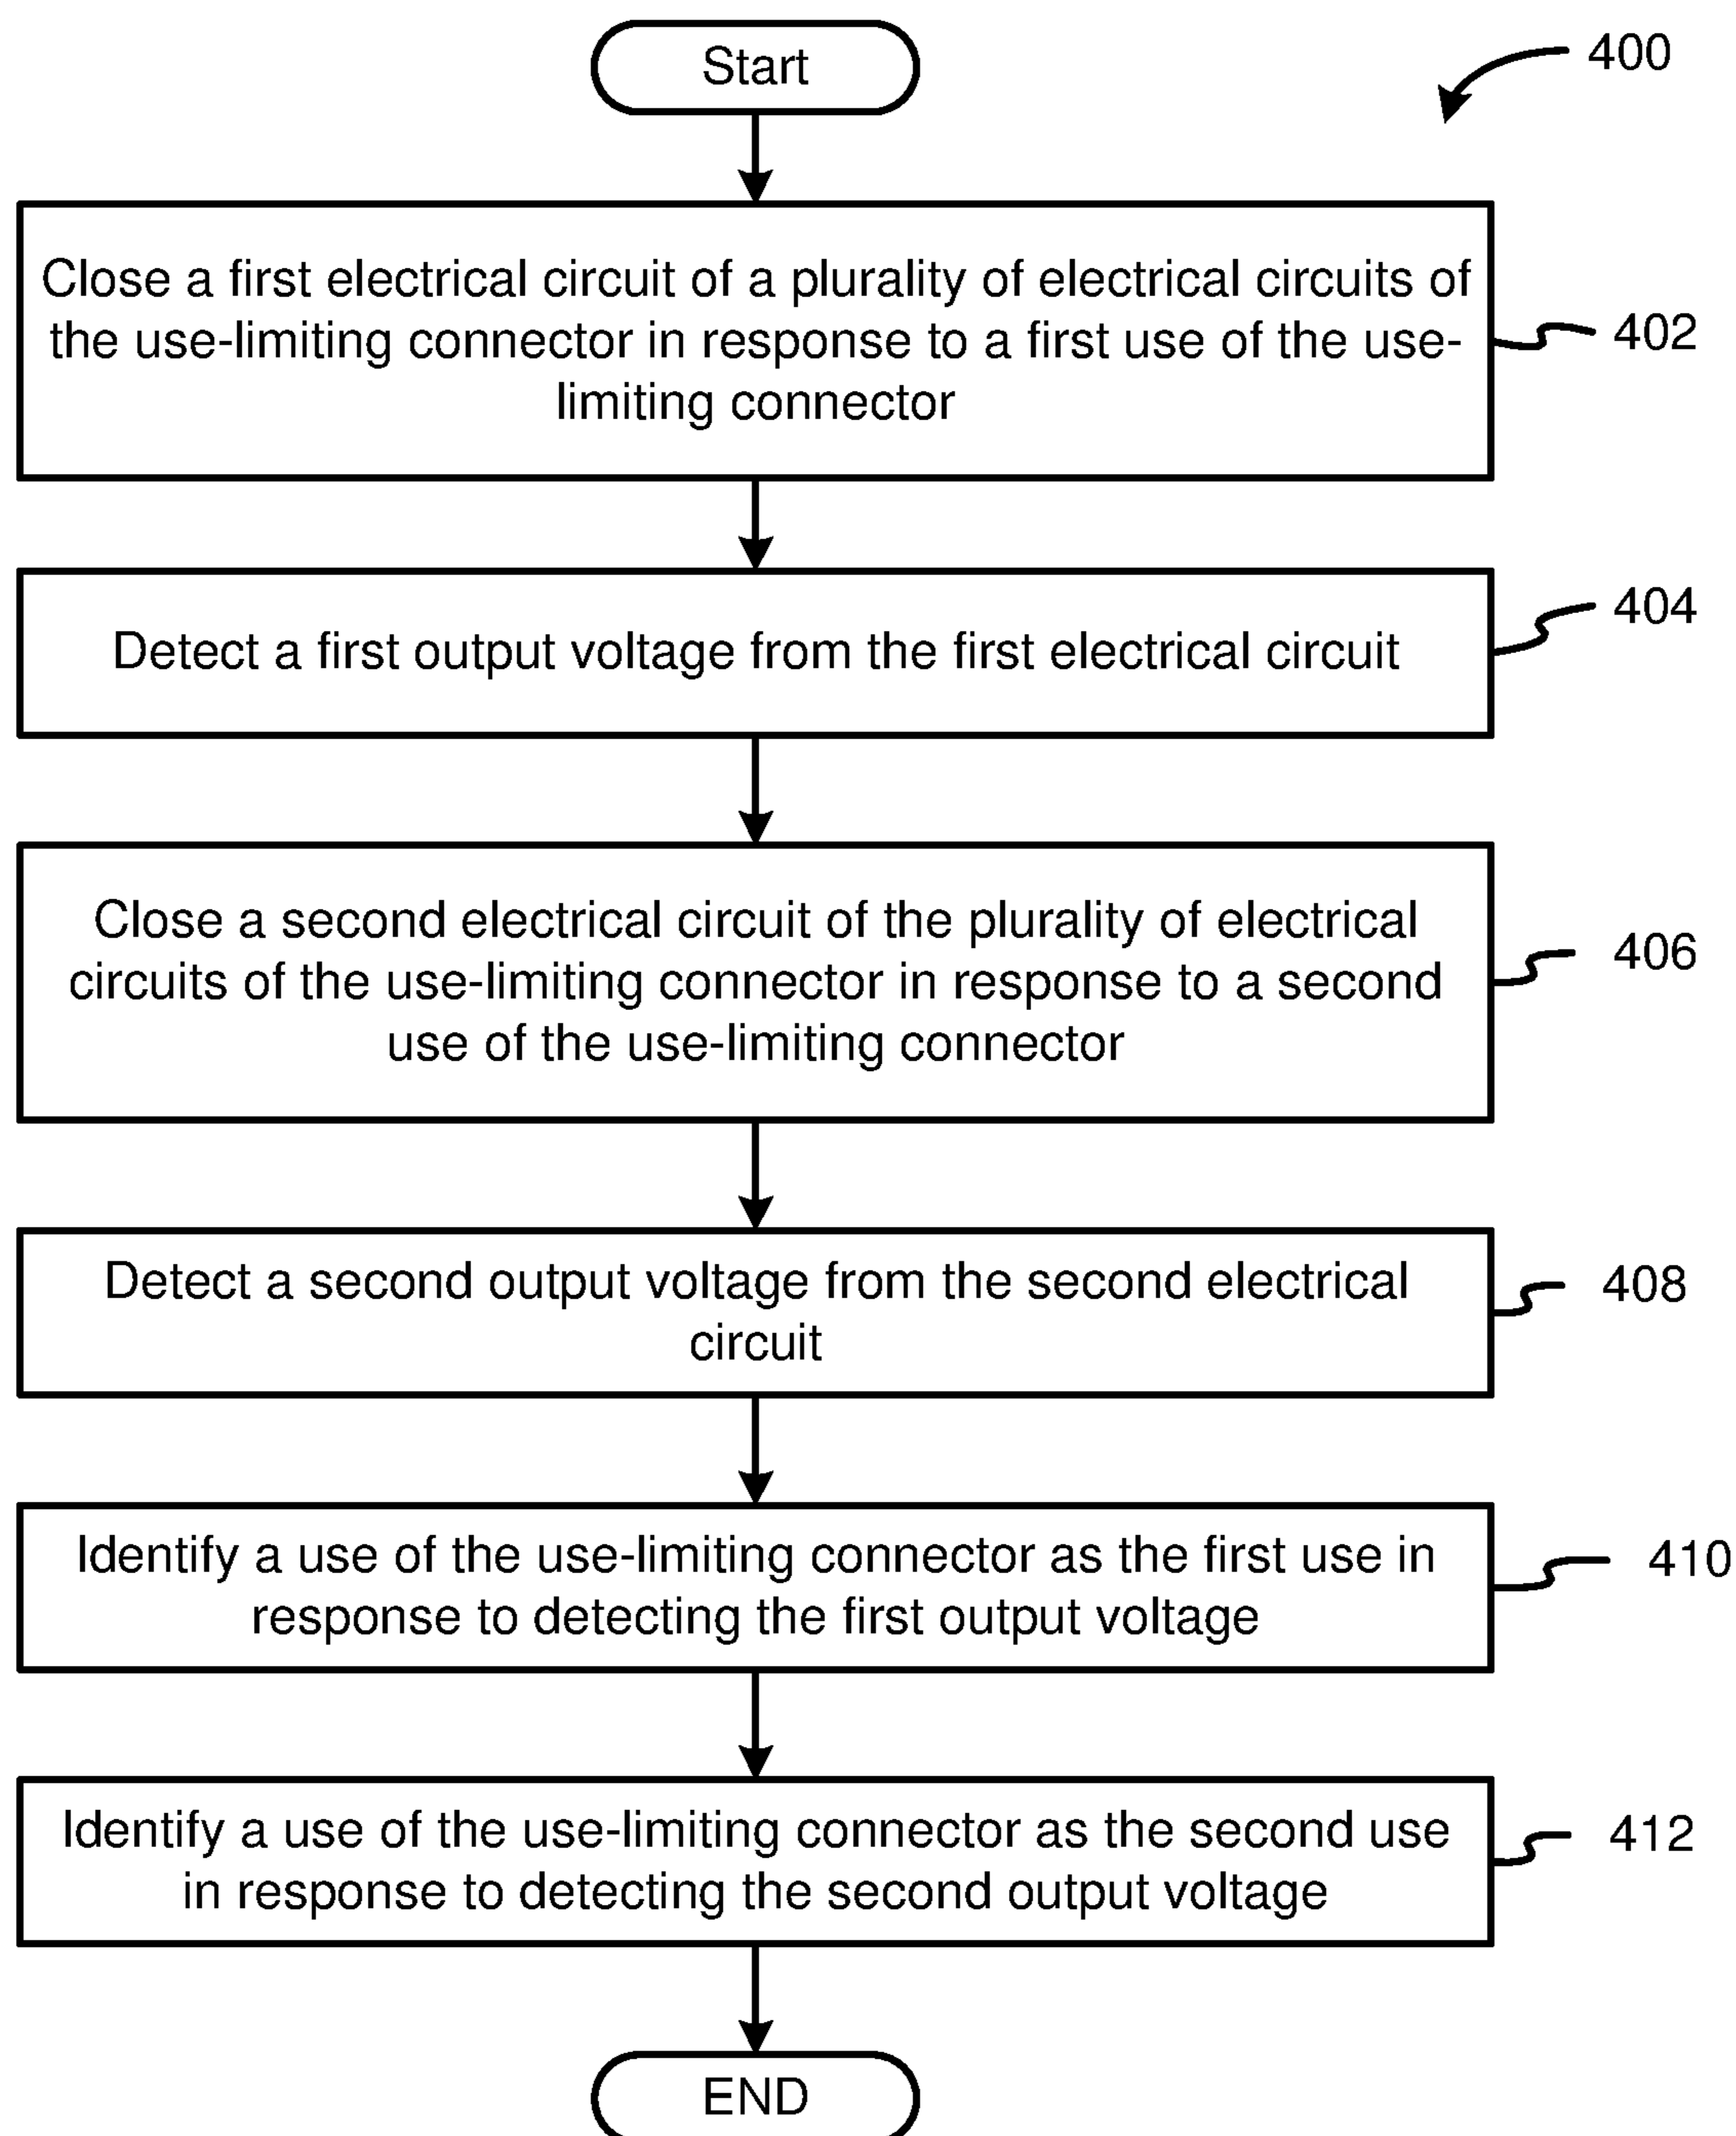 Start
400
Close a first electrical circuit of a plurality of electrical circuits of
the use-limiting connector in response to a first use of the use-
limiting connector
402
Detect a first output voltage from the first electrical circuit
404
Close a second electrical circuit of the plurality of electrical
circuits of the use-limiting connector in response to a second
use of the use-limiting connector
406
Detect a second output voltage from the second electrical
circuit
408
Identify a use of the use-limiting connector as the first use in
response to detecting the first output voltage
410
Identify a use of the use-limiting connector as the second use
in response to detecting the second output voltage
412
END